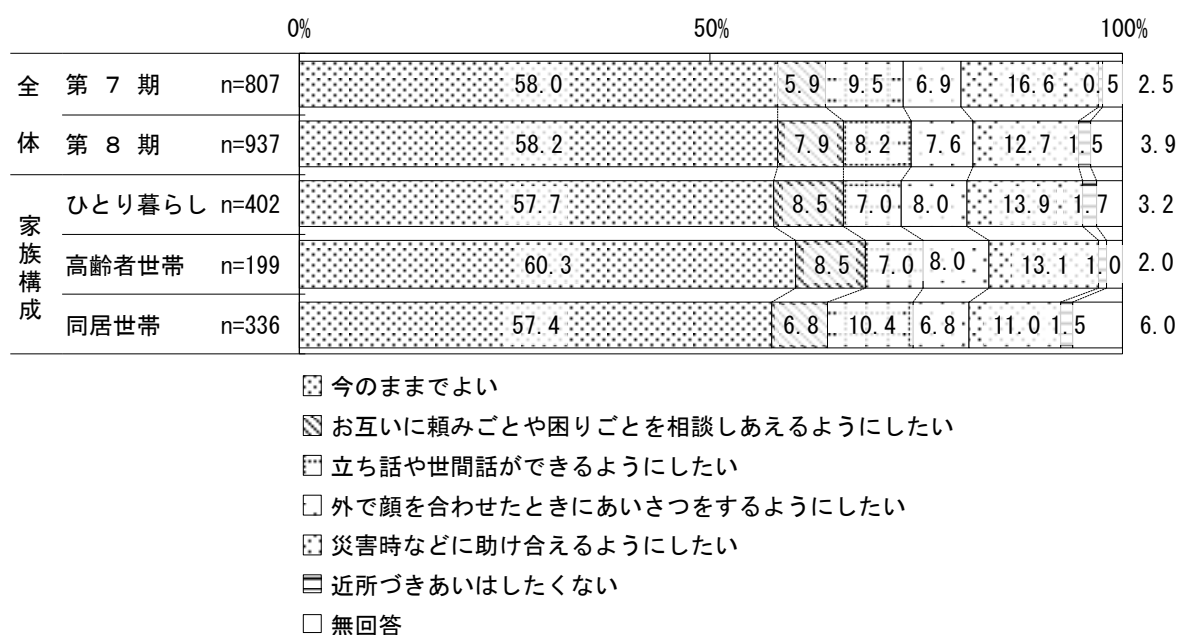 0% 50% 100%
全体
第７期 n=807 58.0 5.9 9.5 6.9 16.6 0.5 2.5
第８期 n=937 58.2 7.9 8.2 7.6 12.7 1.5 3.9
家族構成
ひとり暮らし n=402 57.7 8.5 7.0 8.0 13.9 1.7 3.2
高齢者世帯 n=199 60.3 8.5 7.0 8.0 13.1 1.0 2.0
同居世帯 n=336 57.4 6.8 10.4 6.8 11.0 1.5 6.0
今のままでよい
お互いに頼みごとや困りごとを相談しあえるようにしたい
立ち話や世間話ができるようにしたい
外で顔を合わせたときにあいさつをするようにしたい
災害時などに助け合えるようにしたい
近所づきあいはしたくない
無回答